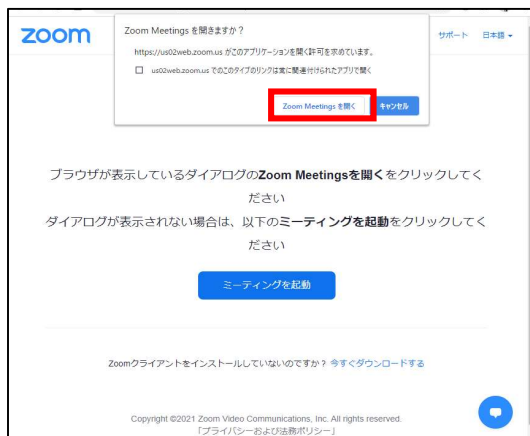 zoom
Zoom Meetings を開きますか？
https://us02web.zoom.us がこのアプリケーションを開く許可を求めています。
us02web.zoom.us でのこのタイプのリンクは常に関連付けられたアプリで開く
Zoom Meetings を開く
キャンセル
サポート
日本語
ブラウザが表示しているダイアログのZoom Meetingsを開くをクリックしてく
ださい
ダイアログが表示されない場合は、以下のミーティングを起動をクリックしてく
ださい
ミーティングを起動
Zoomクライアントをインストールしていないのですか？ 今すぐダウンロードする
Copyright ©2021 Zoom Video Communications, Inc. All rights reserved.
「プライバシーおよび法務ポリシー」